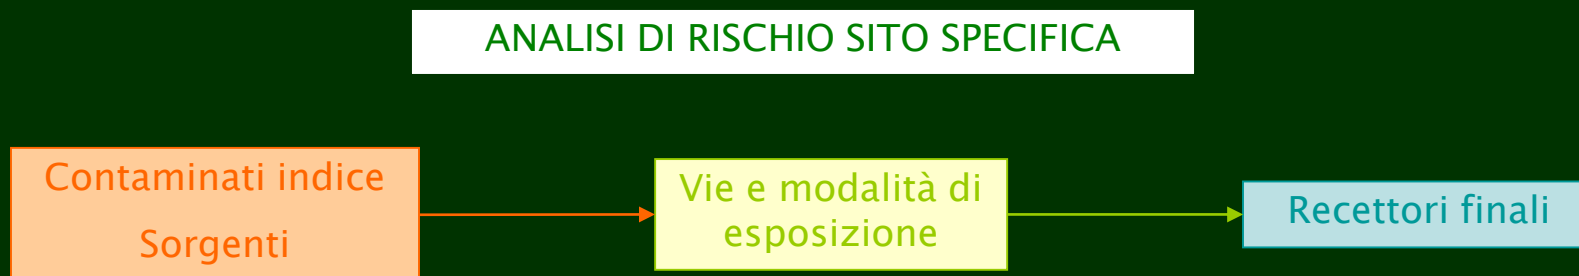 ANALISI DI RISCHIO SITO SPECIFICA
Contaminati indice
Sorgenti
Vie e modalità di
esposizione
Recettori finali